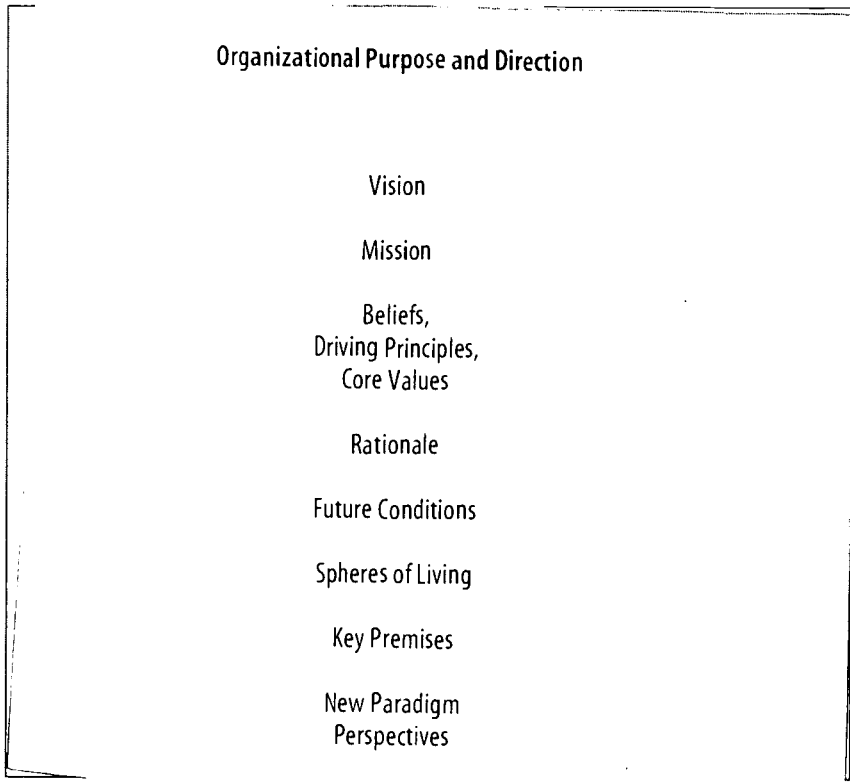 Organizational Purpose and Direction
Vision
Mission
Beliefs,
Driving Principles,
Core Values
Rationale
Future Conditions
Spheres of Living
Key Premises
New Paradigm
Perspectives